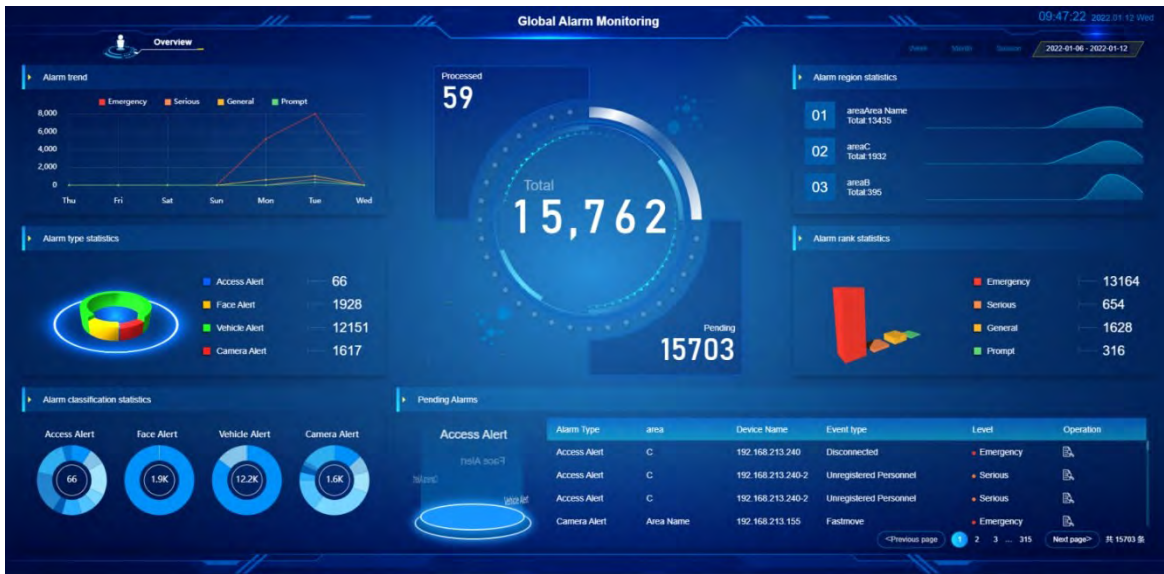 Global Alarm Monitoring
09:47:22 2022.01.12 Wed
Overview
Week
Month
Season
2022-01-06 - 2022-01-12
Alarm trend
Emergency
Serious
General
Prompt
8,000
6,000
4,000
2,000
0
Thu
Fri
Sat
Sun
Mon
Tue
Wed
Processed
59
Total
15,762
Pending
15703
Alarm region statistics
01
areaArea Name
Total:13435
02
areaC
Total:1932
03
areaB
Total:395
Alarm type statistics
Access Alert 66
Face Alert 1928
Vehicle Alert 12151
Camera Alert 1617
Alarm rank statistics
Emergency 13164
Serious 654
General 1628
Prompt 316
Alarm classification statistics
Access Alert
Face Alert
Vehicle Alert
Camera Alert
66
1.9K
12.2K
1.6K
Pending Alarms
Access Alert
Face Alert
Vehicle Alert
Alarm Type area Device Name Event type Level Operation
Access Alert C 192.168.213.240 Disconnected Emergency
Access Alert C 192.168.213.240-2 Unregistered Personnel Serious
Access Alert C 192.168.213.240-2 Unregistered Personnel Serious
Camera Alert Area Name 192.168.213.155 Fastmove Emergency
<Previous page 1 2 3 ... 315 Next page> 共 15703 条